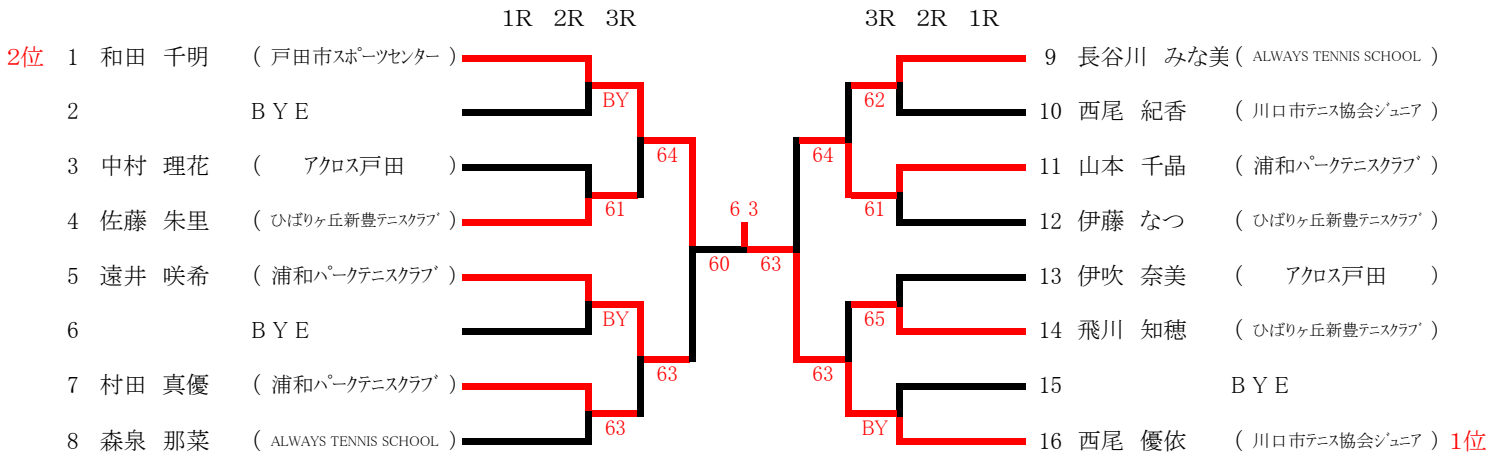 1R 2R 3R 3R 2R 1R
2位 1 和田 千明 ( 戸田市スポーツセンター ) 9 長谷川 みな美 ( ALWAYS TENNIS SCHOOL )
BY 62
2 BYE 10 西尾 紀香 ( 川口市テニス協会ジュニア )
64 64
3 中村 理花 ( アクロス戸田 ) 11 山本 千晶 ( 浦和パークテニスクラブ )
61 61
4 佐藤 朱里 ( ひばりヶ丘新豊テニスクラブ ) 63 12 伊藤 なつ ( ひばりヶ丘新豊テニスクラブ )
60 63
5 遠井 咲希 ( 浦和パークテニスクラブ ) 13 伊吹 奈美 ( アクロス戸田 )
BY 65
6 BYE 14 飛川 知穂 ( ひばりヶ丘新豊テニスクラブ )
63 63
7 村田 真優 ( 浦和パークテニスクラブ ) 15 BYE
63 BY
8 森泉 那菜 ( ALWAYS TENNIS SCHOOL ) 16 西尾 優依 ( 川口市テニス協会ジュニア ) 1位